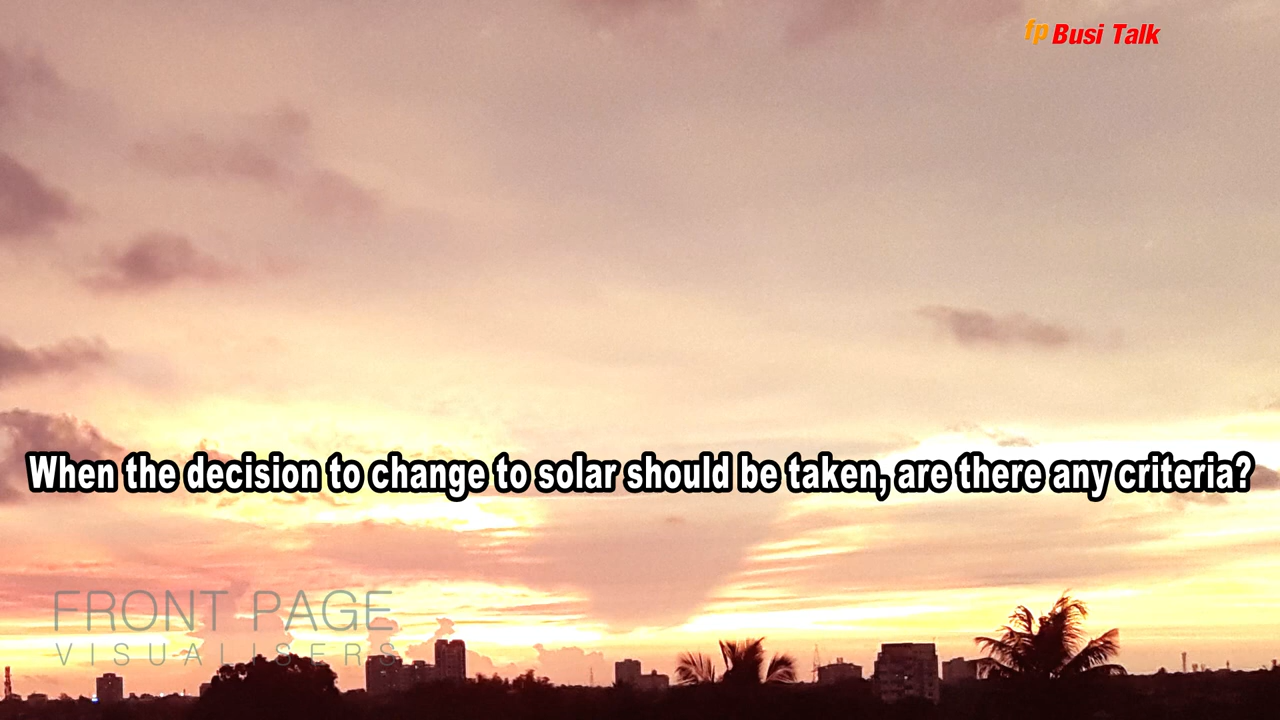 fp Busi Talk
When the decision to change to solar should be taken, are there any criteria?
FRONT PAGE
VISUALISERS